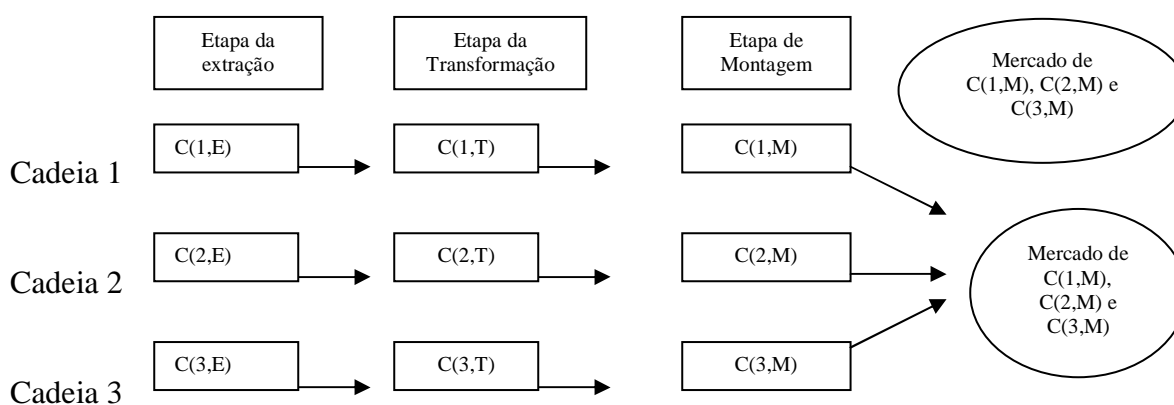 Etapa da
extração
Etapa da
Transformação
Etapa de
Montagem
Mercado de
C(1,M), C(2,M) e
C(3,M)
Cadeia 1
C(1,E)
C(1,T)
C(1,M)
Cadeia 2
C(2,E)
C(2,T)
C(2,M)
Mercado de
C(1,M),
C(2,M) e
C(3,M)
Cadeia 3
C(3,E)
C(3,T)
C(3,M)